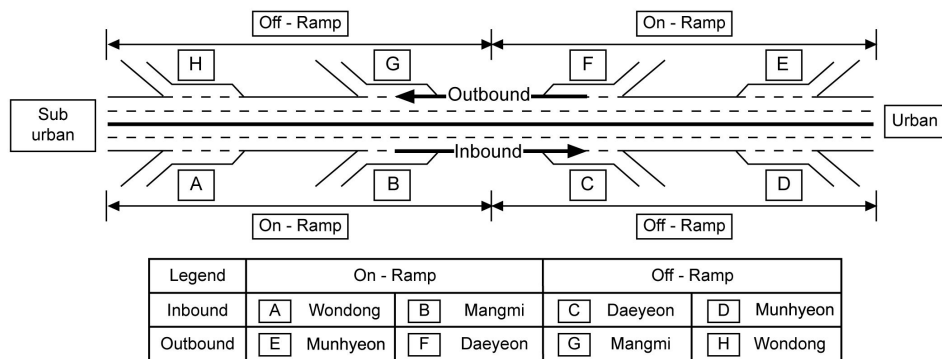 Off - Ramp
On - Ramp
H
G
F
E
Outbound
Sub
urban
Urban
Inbound
A
B
C
D
On - Ramp
Off - Ramp
Legend On - Ramp Off - Ramp
Inbound A Wondong B Mangmi C Daeyeon D Munhyeon
Outbound E Munhyeon F Daeyeon G Mangmi H Wondong